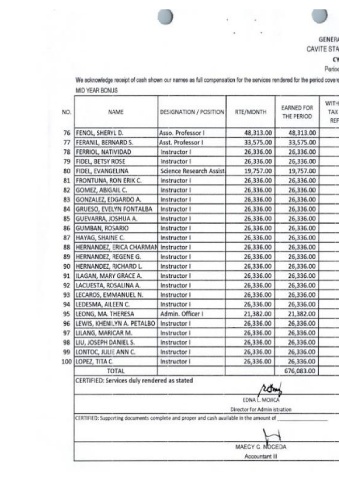 GENERA
CAVITE STA
CY
Period
We acknowledge receipt of cash shown our names as full compensation for the services rendered for the period covere
MID YEAR BONUS
NO. NAME DESIGNATION / POSITION RTE/MONTH EARNED FOR THE PERIOD WITH TAX REF
76 FENOL, SHERYL D. Asso. Professor I 48,313.00 48,313.00
77 FERANIL, BERNARD S. Asst. Professor I 33,575.00 33,575.00
78 FERRIOL, NATIVIDAD Instructor I 26,336.00 26,336.00
79 FIDEL, BETSY ROSE Instructor I 26,336.00 26,336.00
80 FIDEL, EVANGELINA Science Research Assist 19,757.00 19,757.00
81 FRONTUNA, RON ERIK C. Instructor I 26,336.00 26,336.00
82 GOMEZ, ABIGAIL C. Instructor I 26,336.00 26,336.00
83 GONZALEZ, EDGARDO A. Instructor I 26,336.00 26,336.00
84 GRUESO, EVELYN FONTALBA Instructor I 26,336.00 26,336.00
85 GUEVARRA, JOSHUA A. Instructor I 26,336.00 26,336.00
86 GUMBAN, ROSARIO Instructor I 26,336.00 26,336.00
87 HAYAG, SHAINE C. Instructor I 26,336.00 26,336.00
88 HERNANDEZ, ERICA CHARMAI Instructor I 26,336.00 26,336.00
89 HERNANDEZ, REGENE G. Instructor I 26,336.00 26,336.00
90 HERNANDEZ, RICHARD L. Instructor I 26,336.00 26,336.00
91 ILAGAN, MARY GRACE A. Instructor I 26,336.00 26,336.00
92 LACUESTA, ROSALINA A. Instructor I 26,336.00 26,336.00
93 LECAROS, EMMANUEL N. Instructor I 26,336.00 26,336.00
94 LEDESMA, AILEEN C. Instructor I 26,336.00 26,336.00
95 LEONG, MA. THERESA Admin. Officer I 21,382.00 21,382.00
96 LEWIS, KHENILYN A. PETALBO Instructor I 26,336.00 26,336.00
97 LILANG, MARICAR M. Instructor I 26,336.00 26,336.00
98 LIU, JOSEPH DANIEL S. Instructor I 26,336.00 26,336.00
99 LONTOC, JULIE ANN C. Instructor I 26,336.00 26,336.00
100 LOPEZ, TITA C. Instructor I 26,336.00 26,336.00
TOTAL 676,083.00
CERTIFIED: Services duly rendered as stated
EDNA L. MOJICA
Director for Administration
CERTIFIED: Supporting documents complete and proper and cash available in the amount of
MAEGY G. NOCEDA
Accountant III